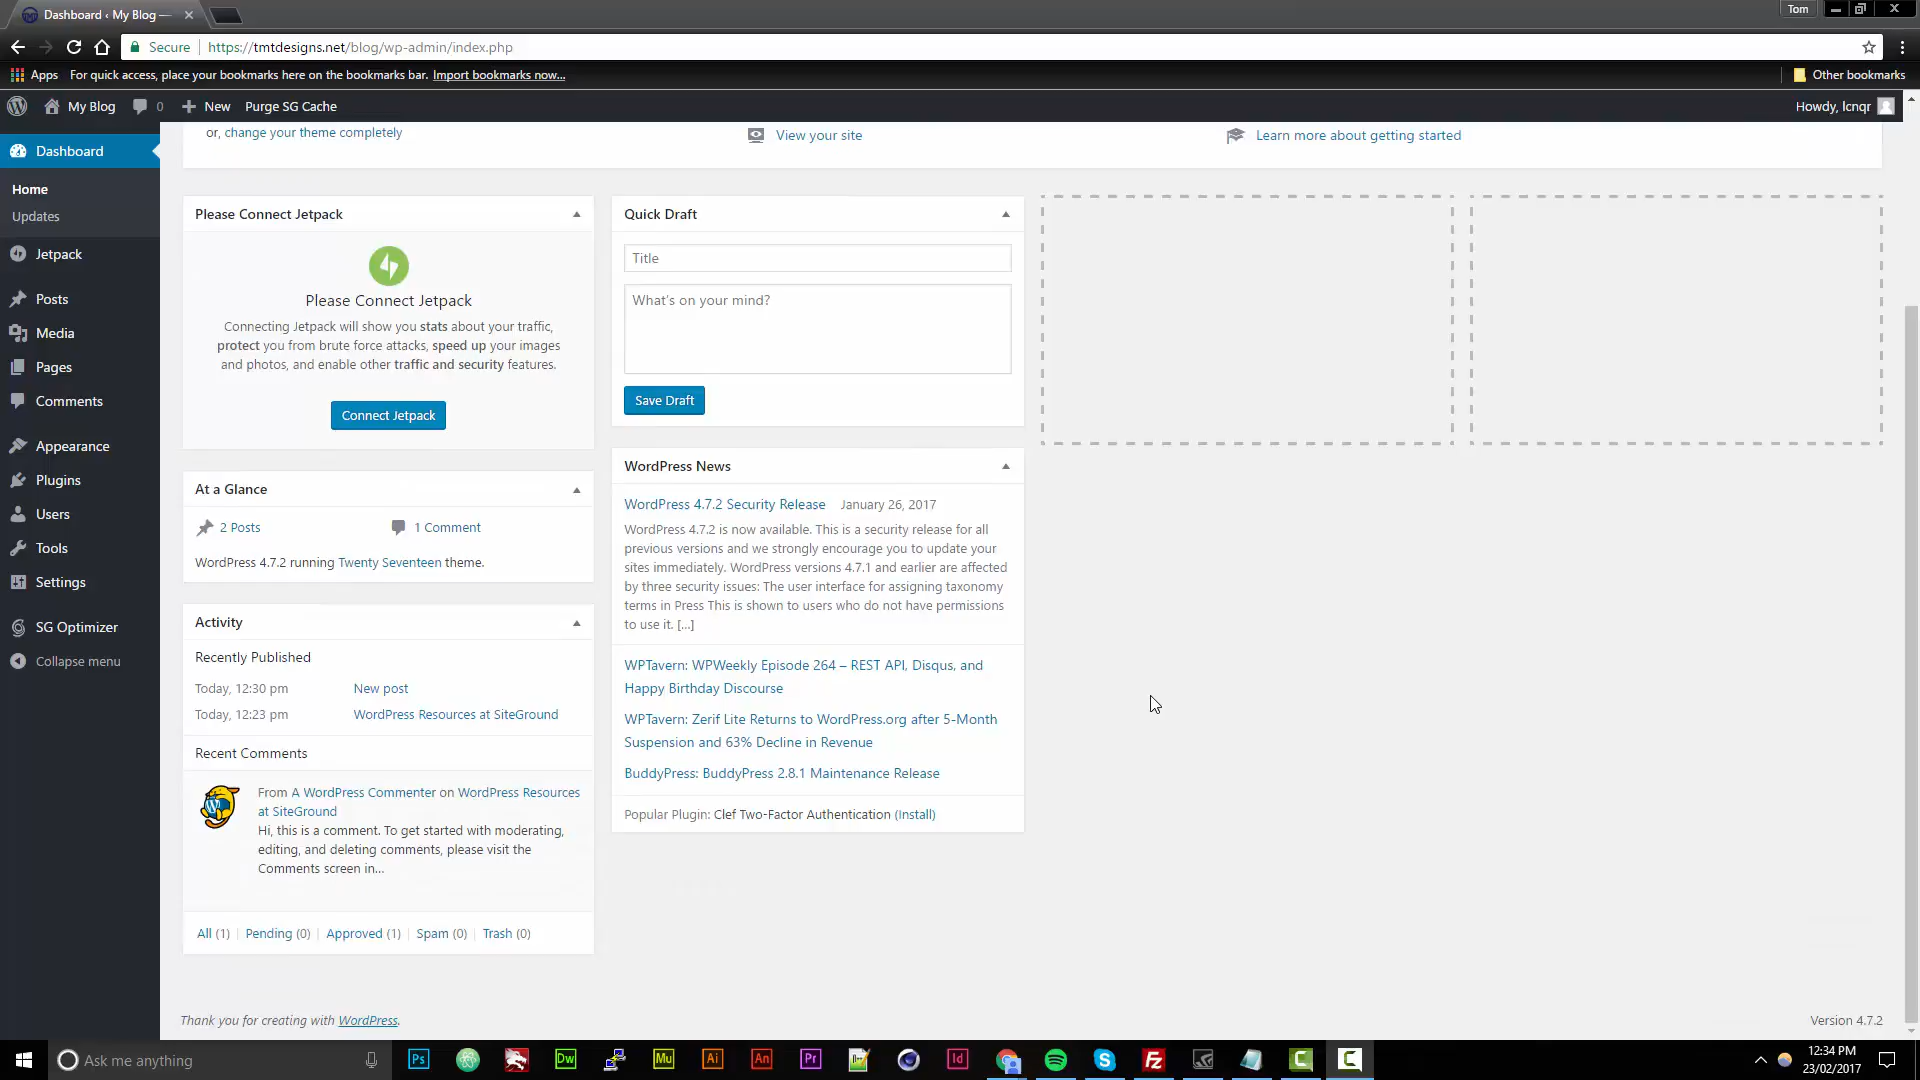 Dashboard ‹ My Blog —
Tom
Secure
https://tmtdesigns.net/blog/wp-admin/index.php
Apps
For quick access, place your bookmarks here on the bookmarks bar. Import bookmarks now...
Other bookmarks
My Blog
0
New
Purge SG Cache
Howdy, lcnqr
Dashboard
Home
Updates
Jetpack
Posts
Media
Pages
Comments
Appearance
Plugins
Users
Tools
Settings
SG Optimizer
Collapse menu
or, change your theme completely
View your site
Learn more about getting started
Please Connect Jetpack
Please Connect Jetpack
Connecting Jetpack will show you stats about your traffic,
protect you from brute force attacks, speed up your images
and photos, and enable other traffic and security features.
Connect Jetpack
At a Glance
2 Posts
1 Comment
WordPress 4.7.2 running Twenty Seventeen theme.
Activity
Recently Published
Today, 12:30 pm
New post
Today, 12:23 pm
WordPress Resources at SiteGround
Recent Comments
From A WordPress Commenter on WordPress Resources
at SiteGround
Hi, this is a comment. To get started with moderating,
editing, and deleting comments, please visit the
Comments screen in...
All (1) | Pending (0) | Approved (1) | Spam (0) | Trash (0)
Quick Draft
Title
What's on your mind?
Save Draft
WordPress News
WordPress 4.7.2 Security Release
January 26, 2017
WordPress 4.7.2 is now available. This is a security release for all
previous versions and we strongly encourage you to update your
sites immediately. WordPress versions 4.7.1 and earlier are affected
by three security issues: The user interface for assigning taxonomy
terms in Press This is shown to users who do not have permissions
to use it. [...]
WPTavern: WPWeekly Episode 264 – REST API, Disqus, and
Happy Birthday Discourse
WPTavern: Zerif Lite Returns to WordPress.org after 5-Month
Suspension and 63% Decline in Revenue
BuddyPress: BuddyPress 2.8.1 Maintenance Release
Popular Plugin: Clef Two-Factor Authentication (Install)
Thank you for creating with WordPress.
Version 4.7.2
Ask me anything
Ps
Dw
Mu
Ai
An
Pr
Id
12:34 PM
23/02/2017